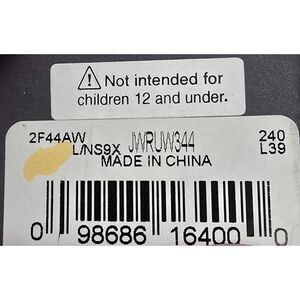 Not intended for
children 12 and under.
2F44AW JWRUW344 240
L/NS9X L39
MADE IN CHINA
0 98686 16400 0